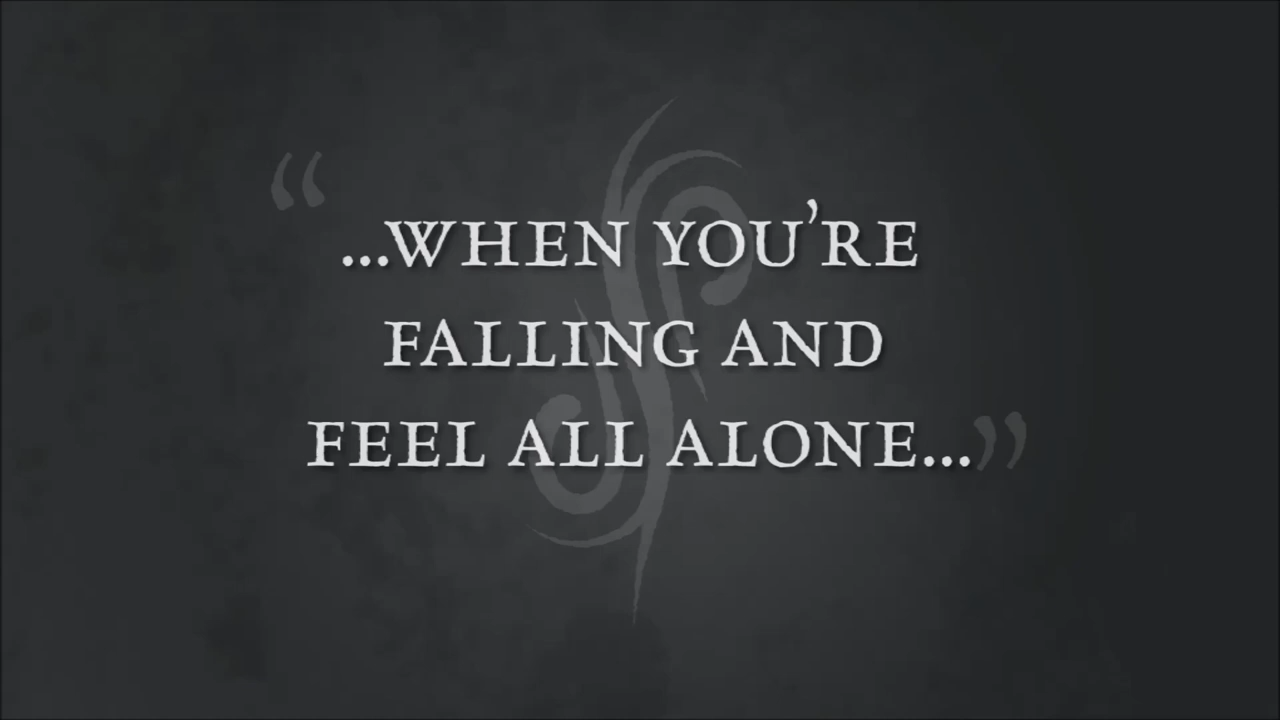 “...WHEN YOU’RE
FALLING AND
FEEL ALL ALONE...”